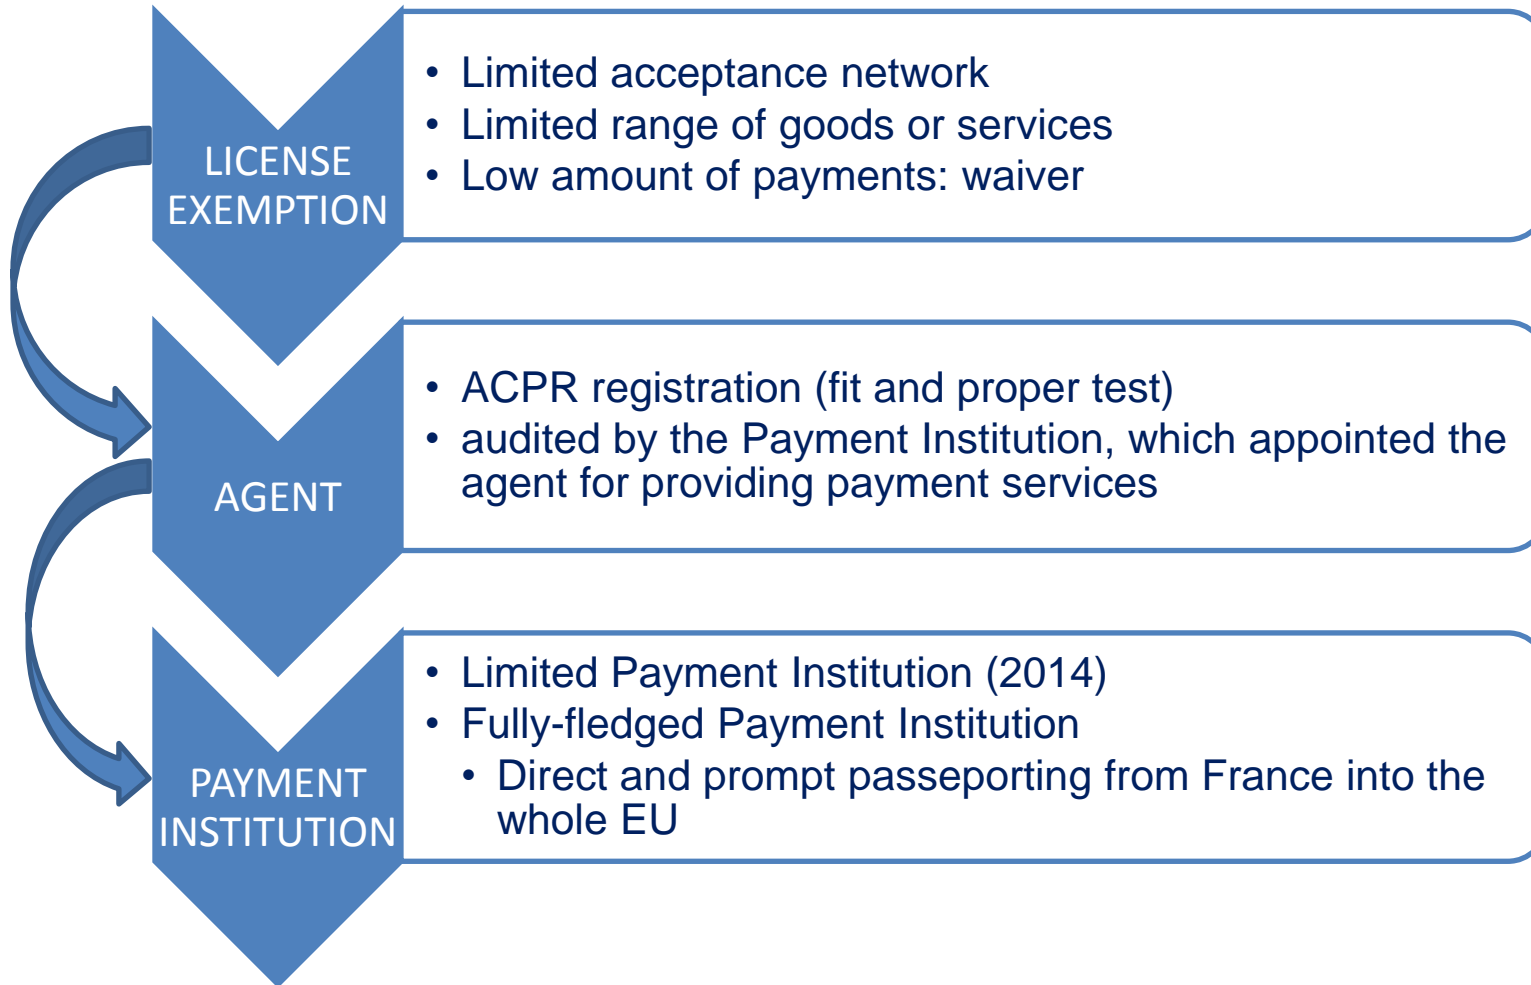 LICENSE
EXEMPTION
• Limited acceptance network
• Limited range of goods or services
• Low amount of payments: waiver
AGENT
• ACPR registration (fit and proper test)
• audited by the Payment Institution, which appointed the
agent for providing payment services
PAYMENT
INSTITUTION
• Limited Payment Institution (2014)
• Fully-fledged Payment Institution
• Direct and prompt passeporting from France into the
whole EU